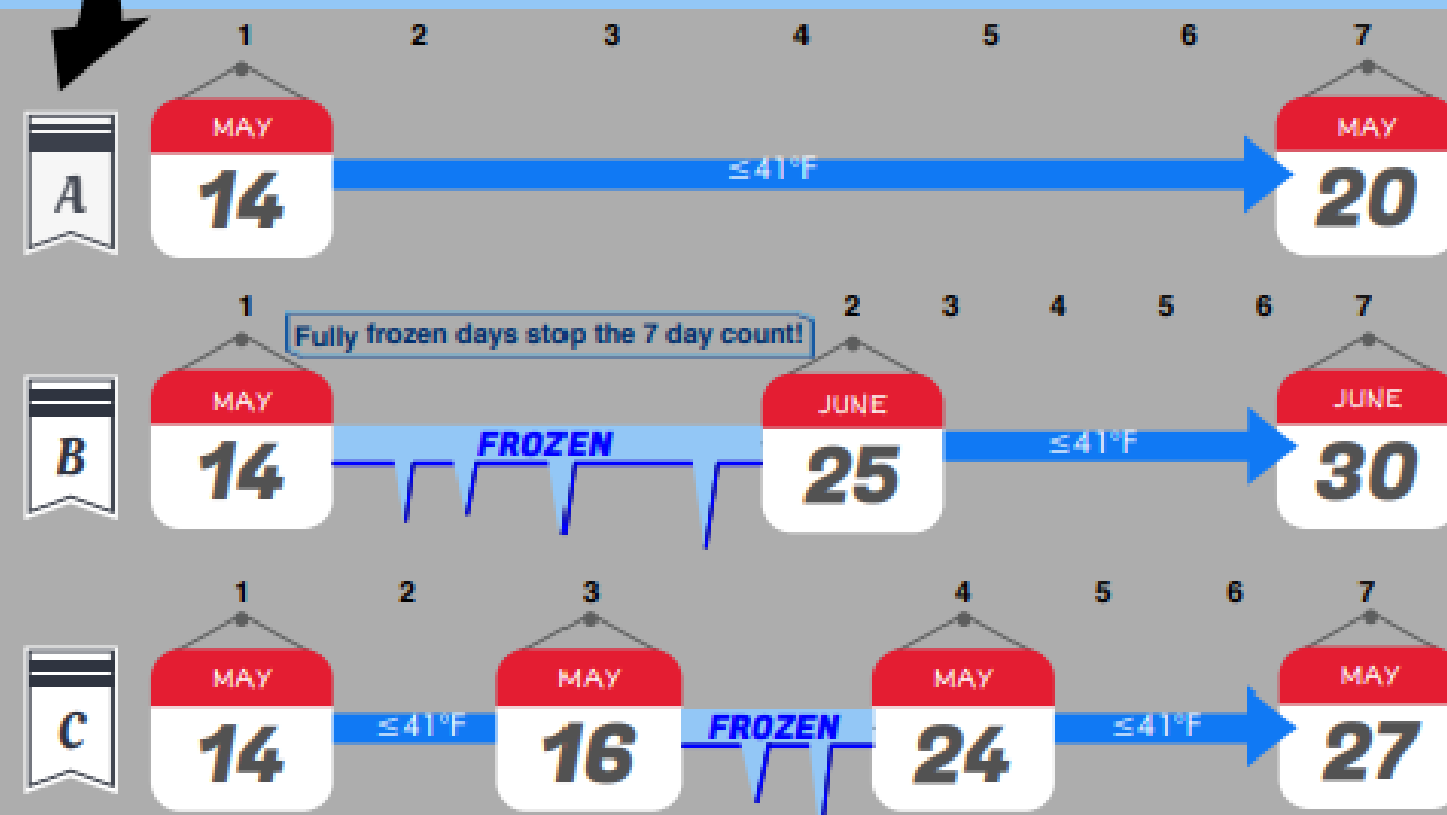 1 2 3 4 5 6 7
MAY MAY
A 14 ≤41°F 20
1 2 3 4 5 6 7
Fully frozen days stop the 7 day count!
MAY JUNE JUNE
B 14 FROZEN 25 ≤41°F 30
1 2 3 4 5 6 7
MAY MAY MAY MAY
C 14 ≤41°F 16 FROZEN 24 ≤41°F 27